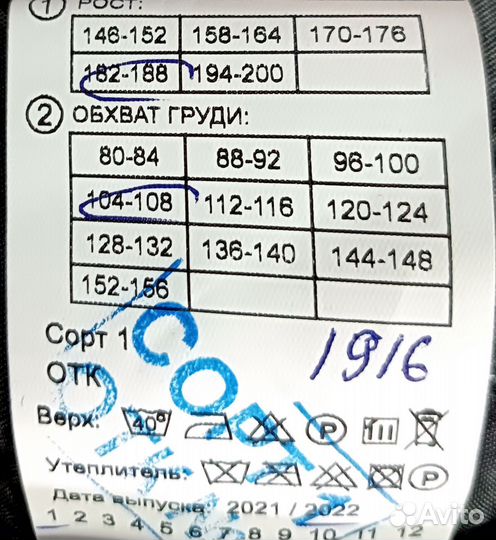 1 РОСТ:
146-152 158-164 170-176
182-188 194-200
2 ОБХВАТ ГРУДИ:
80-84 88-92 96-100
104-108 112-116 120-124
128-132 136-140 144-148
152-156
Сорт 1
1916
ОТК
СОРТ
Верх: 40° P
Утеплитель: P
Дата выпуска: 2021 / 2022
1 2 3 4 5 6 7 8 9 10 11 12
Avito